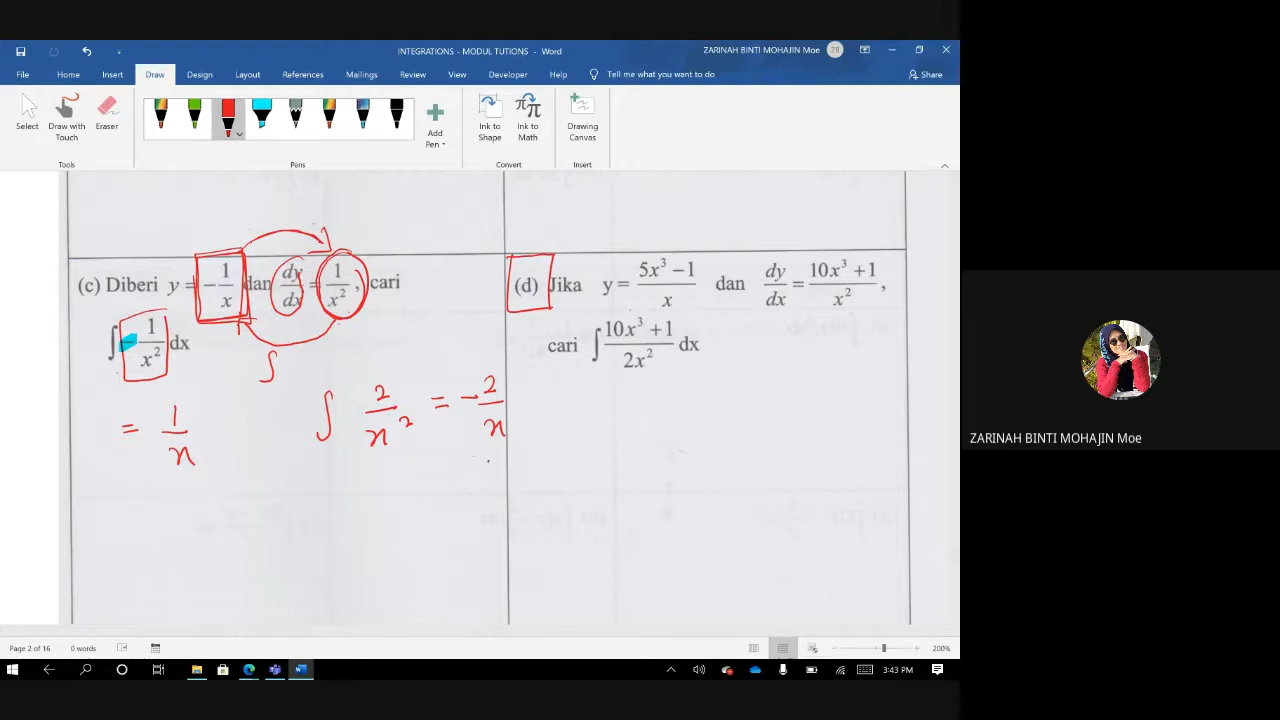 INTEGRATIONS - MODUL TUTIONS - Word
ZARINAH BINTI MOHAJIN Moe ZB
File Home Insert Draw Design Layout References Mailings Review View Developer Help Tell me what you want to do Share
Select Draw with Touch Eraser Add Pen Ink to Shape Ink to Math Drawing Canvas
Tools Pens Convert Insert
(c) Diberi y = -1/x dan dy/dx = 1/x², cari
∫ -1/x² dx
= 1/x ∫ 2/x² = -2/x
(d) Jika y = (5x³ -1)/x dan dy/dx = (10x³ +1)/x²,
cari ∫ (10x³ +1)/2x² dx
ZARINAH BINTI MOHAJIN Moe
Page 2 of 16 0 words 200%
3:43 PM